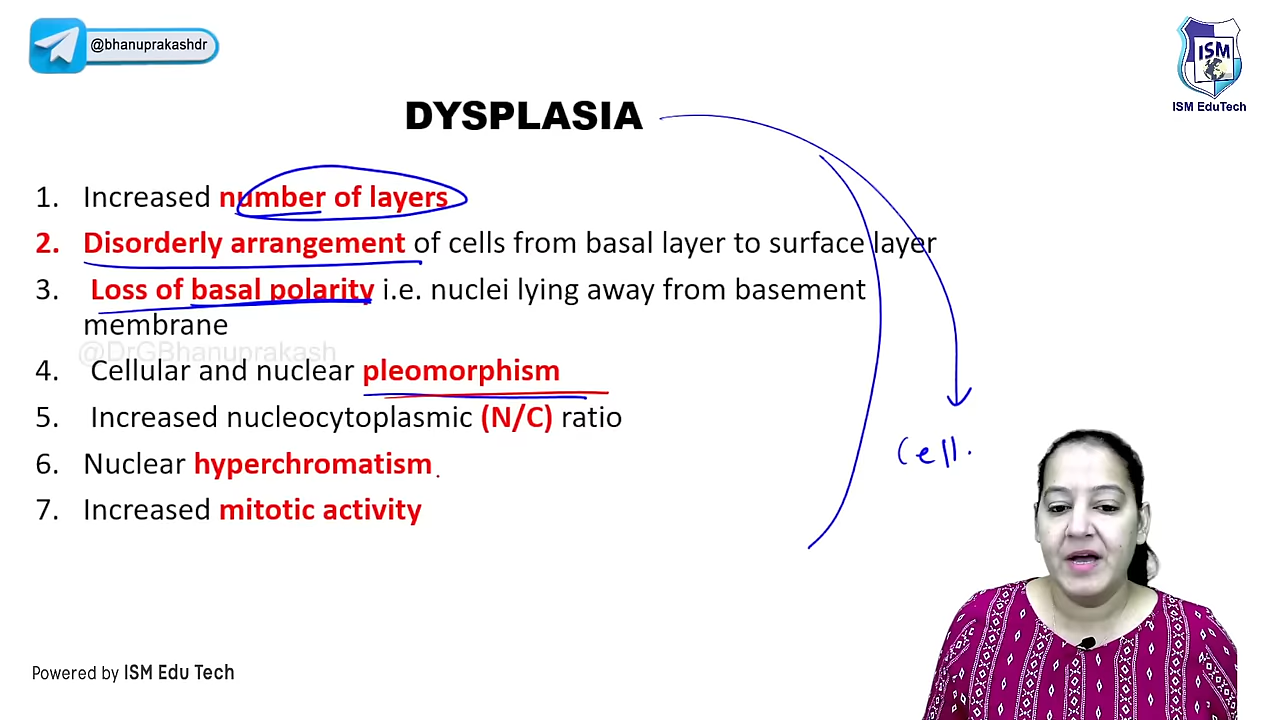 @bhanuprakashdr
ISM
ISM EduTech
DYSPLASIA
1. Increased number of layers
2. Disorderly arrangement of cells from basal layer to surface layer
3. Loss of basal polarity i.e. nuclei lying away from basement
membrane
@DrGBhanuprakash
4. Cellular and nuclear pleomorphism
5. Increased nucleocytoplasmic (N/C) ratio
Cell.
6. Nuclear hyperchromatism
7. Increased mitotic activity
Powered by ISM Edu Tech